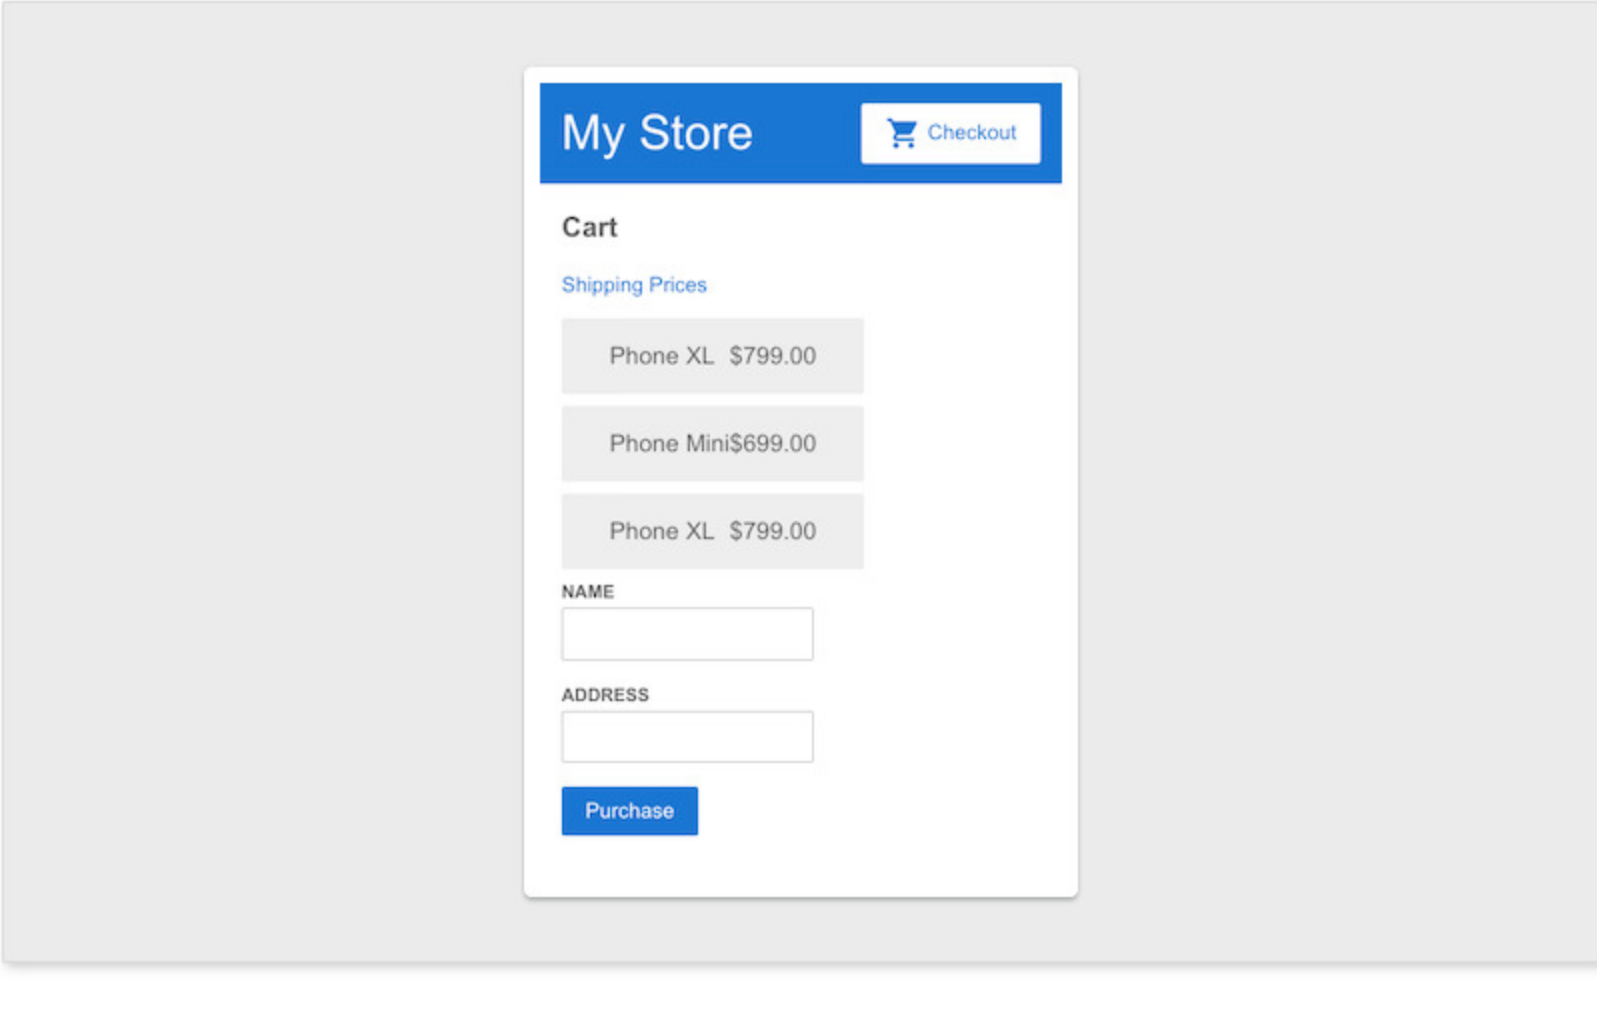 My Store
Checkout
Cart
Shipping Prices
Phone XL $799.00
Phone Mini$699.00
Phone XL $799.00
NAME
ADDRESS
Purchase